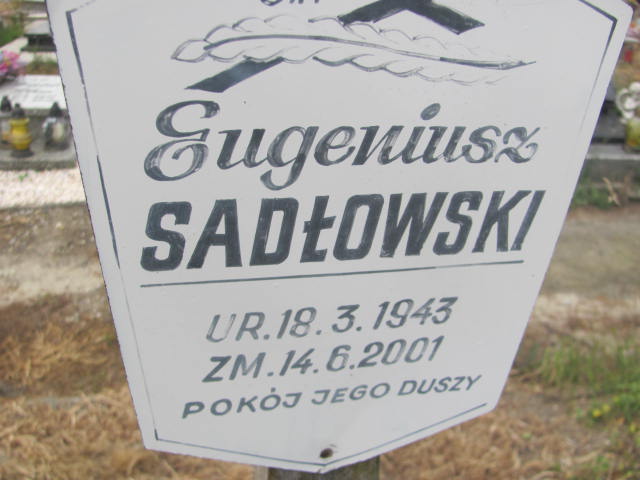 Eugeniusz
SADŁOWSKI
UR.18.3.1943
ZM.14.6.2001
POKÓJ JEGO DUSZY